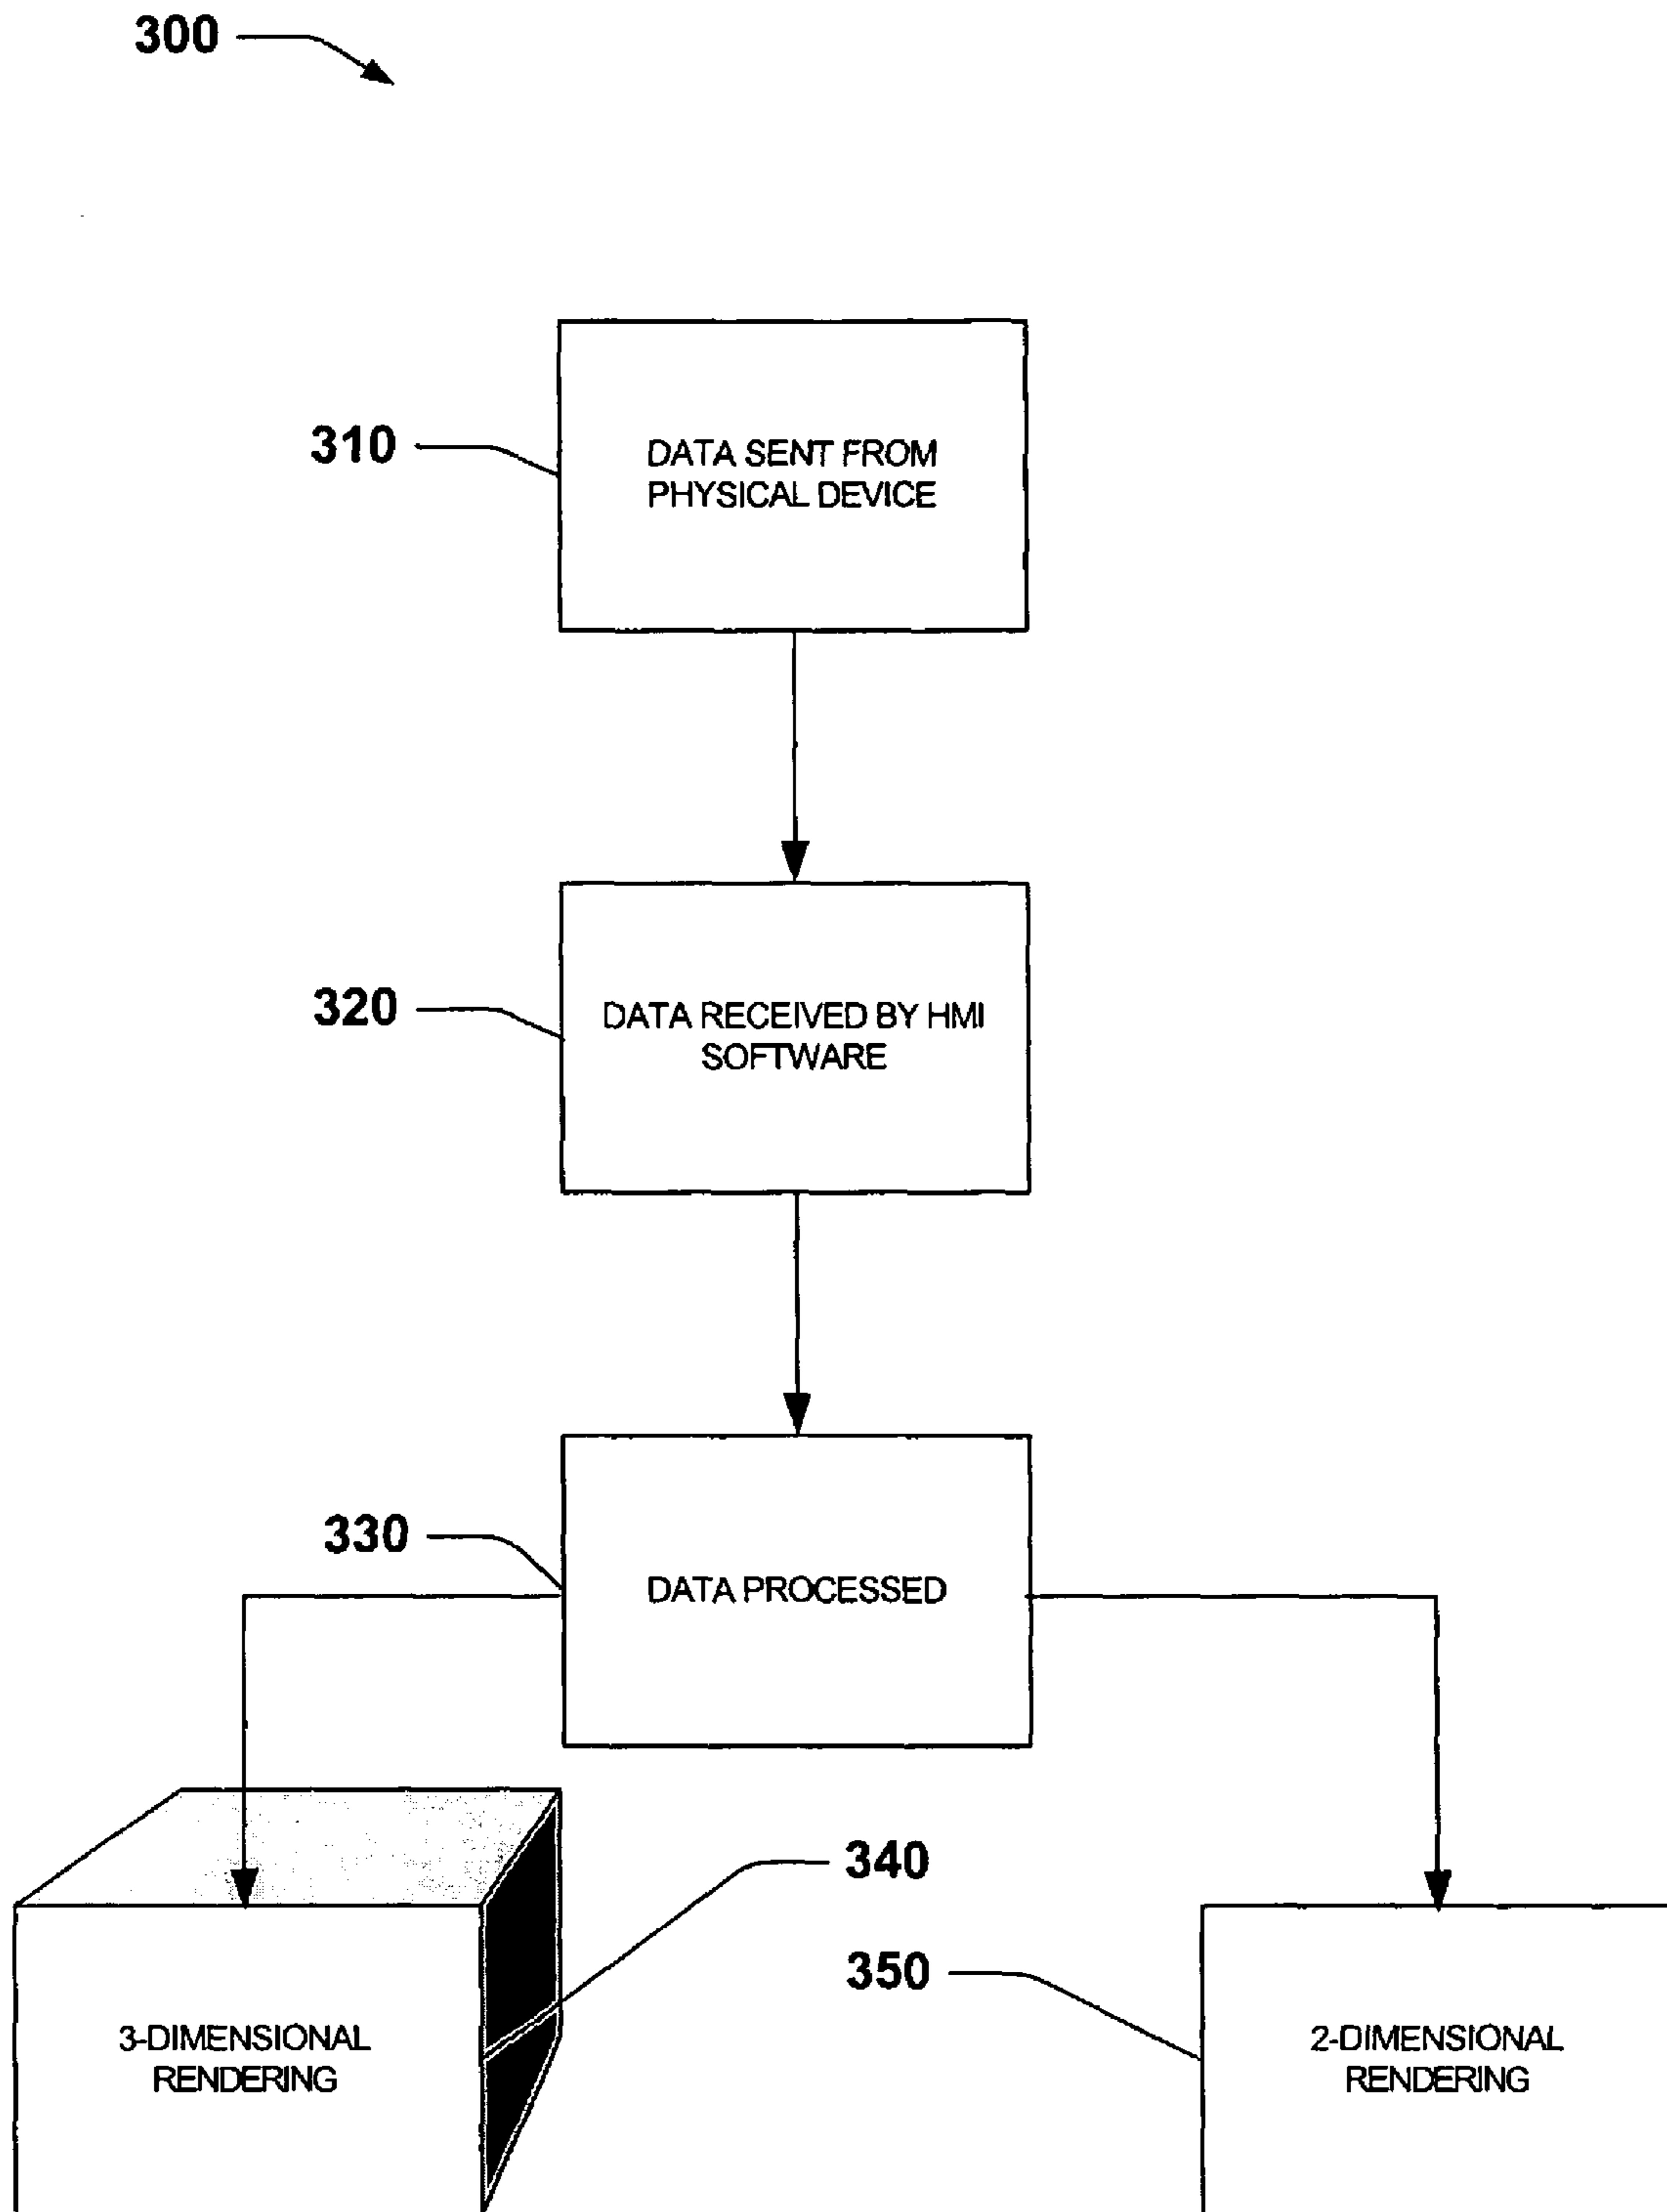 300
310
DATA SENT FROM
PHYSICAL DEVICE
320
DATA RECEIVED BY HMI
SOFTWARE
330
DATA PROCESSED
340
350
3-DIMENSIONAL
RENDERING
2-DIMENSIONAL
RENDERING